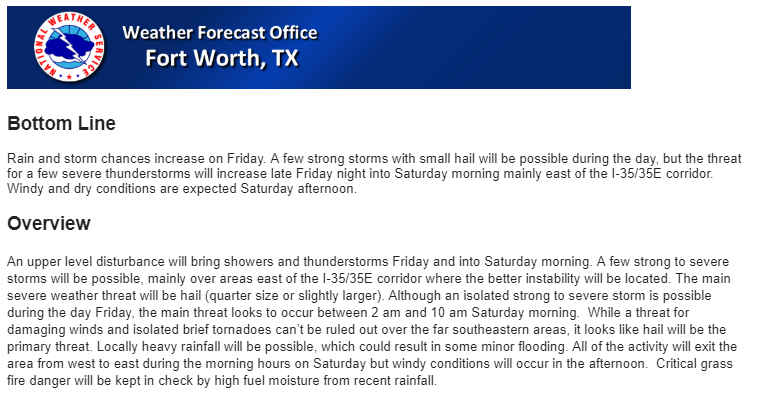 NATIONAL WEATHER SERVICE
Weather Forecast Office
Fort Worth, TX
Bottom Line
Rain and storm chances increase on Friday. A few strong storms with small hail will be possible during the day, but the threat
for a few severe thunderstorms will increase late Friday night into Saturday morning mainly east of the I-35/35E corridor.
Windy and dry conditions are expected Saturday afternoon.
Overview
An upper level disturbance will bring showers and thunderstorms Friday and into Saturday morning. A few strong to severe
storms will be possible, mainly over areas east of the I-35/35E corridor where the better instability will be located. The main
severe weather threat will be hail (quarter size or slightly larger). Although an isolated strong to severe storm is possible
during the day Friday, the main threat looks to occur between 2 am and 10 am Saturday morning.  While a threat for
damaging winds and isolated brief tornadoes can't be ruled out over the far southeastern areas, it looks like hail will be the
primary threat. Locally heavy rainfall will be possible, which could result in some minor flooding. All of the activity will exit the
area from west to east during the morning hours on Saturday but windy conditions will occur in the afternoon.  Critical grass
fire danger will be kept in check by high fuel moisture from recent rainfall.